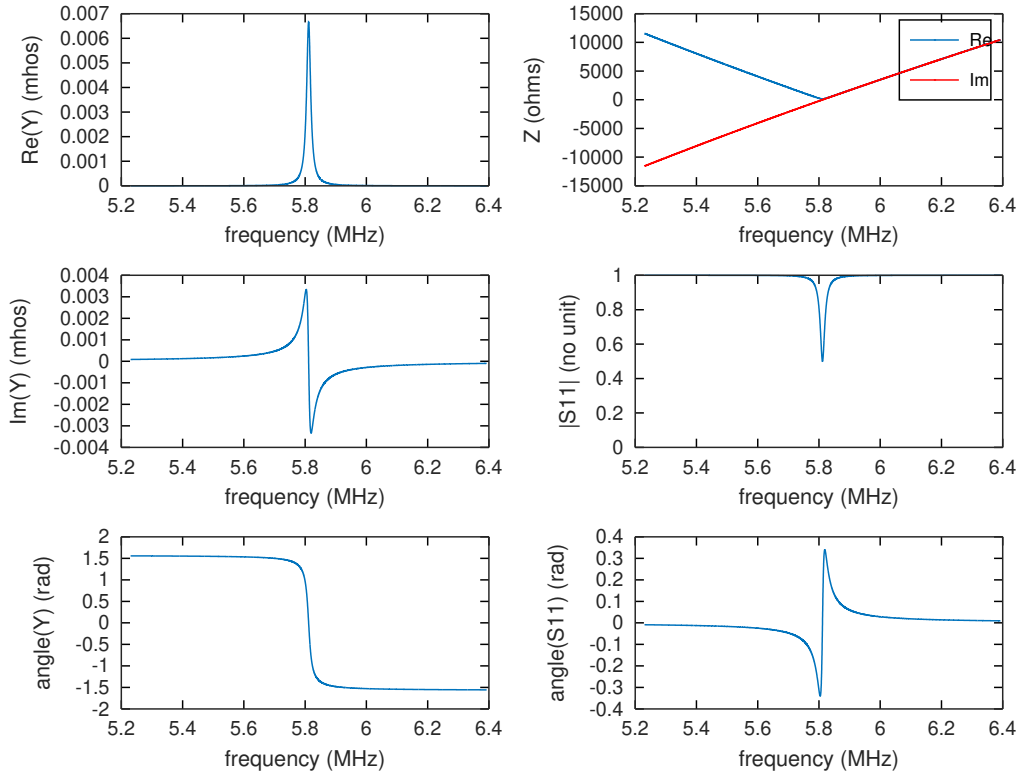 0.007
0.006
0.005
0.004
0.003
0.002
0.001
0
Re(Y) (mhos)
5.2 5.4 5.6 5.8 6 6.2 6.4
frequency (MHz)
15000
10000
5000
0
-5000
-10000
-15000
Z (ohms)
Re
Im
5.2 5.4 5.6 5.8 6 6.2 6.4
frequency (MHz)
0.004
0.003
0.002
0.001
0
-0.001
-0.002
-0.003
-0.004
Im(Y) (mhos)
5.2 5.4 5.6 5.8 6 6.2 6.4
frequency (MHz)
1
0.8
0.6
0.4
0.2
0
|S11| (no unit)
5.2 5.4 5.6 5.8 6 6.2 6.4
frequency (MHz)
2
1.5
1
0.5
0
-0.5
-1
-1.5
-2
angle(Y) (rad)
5.2 5.4 5.6 5.8 6 6.2 6.4
frequency (MHz)
0.4
0.3
0.2
0.1
0
-0.1
-0.2
-0.3
-0.4
angle(S11) (rad)
5.2 5.4 5.6 5.8 6 6.2 6.4
frequency (MHz)